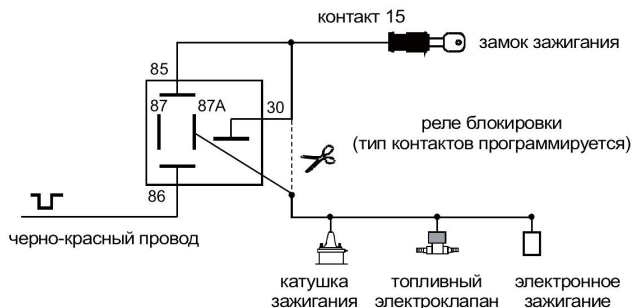 контакт 15
замок зажигания
85
87
87A
30
реле блокировки
(тип контактов программируется)
86
черно-красный провод
катушка
зажигания
топливный
электроклапан
электронное
зажигание